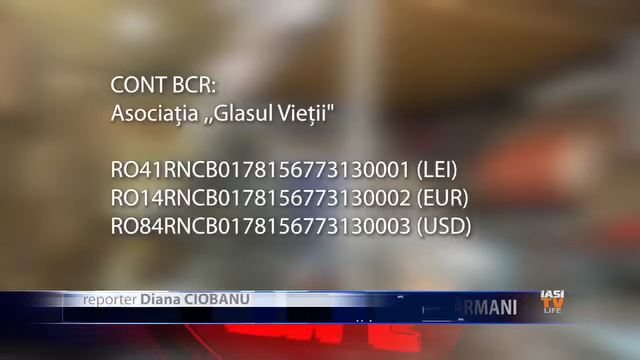 CONT BCR:
Asociația ,,Glasul Vieții"
RO41RNCB0178156773130001 (LEI)
RO14RNCB0178156773130002 (EUR)
RO84RNCB0178156773130003 (USD)
reporter Diana CIOBANU
ARMANI
IASI
TV
LIFE